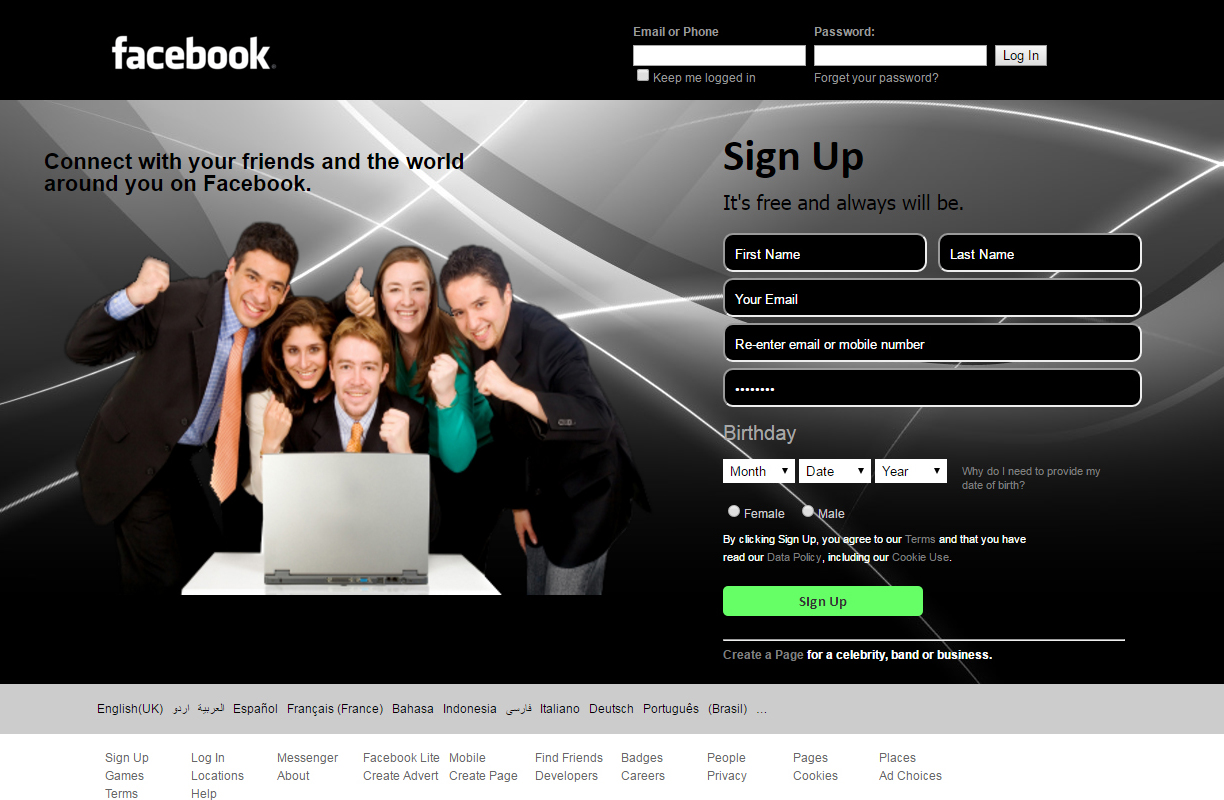 facebook.
Email or Phone
Password:
Log In
Keep me logged in
Forget your password?
Connect with your friends and the world
around you on Facebook.
Sign Up
It's free and always will be.
First Name
Last Name
Your Email
Re-enter email or mobile number
••••••••
Birthday
Month
Date
Year
Why do I need to provide my
date of birth?
Female
Male
By clicking Sign Up, you agree to our Terms and that you have
read our Data Policy, including our Cookie Use.
SIgn Up
Create a Page for a celebrity, band or business.
English(UK) اردو العربية Español Français (France) Bahasa Indonesia فارسی Italiano Deutsch Português (Brasil) ...
Sign Up Log In Messenger Facebook Lite Mobile Find Friends Badges People Pages Places
Games Locations About Create Advert Create Page Developers Careers Privacy Cookies Ad Choices
Terms Help